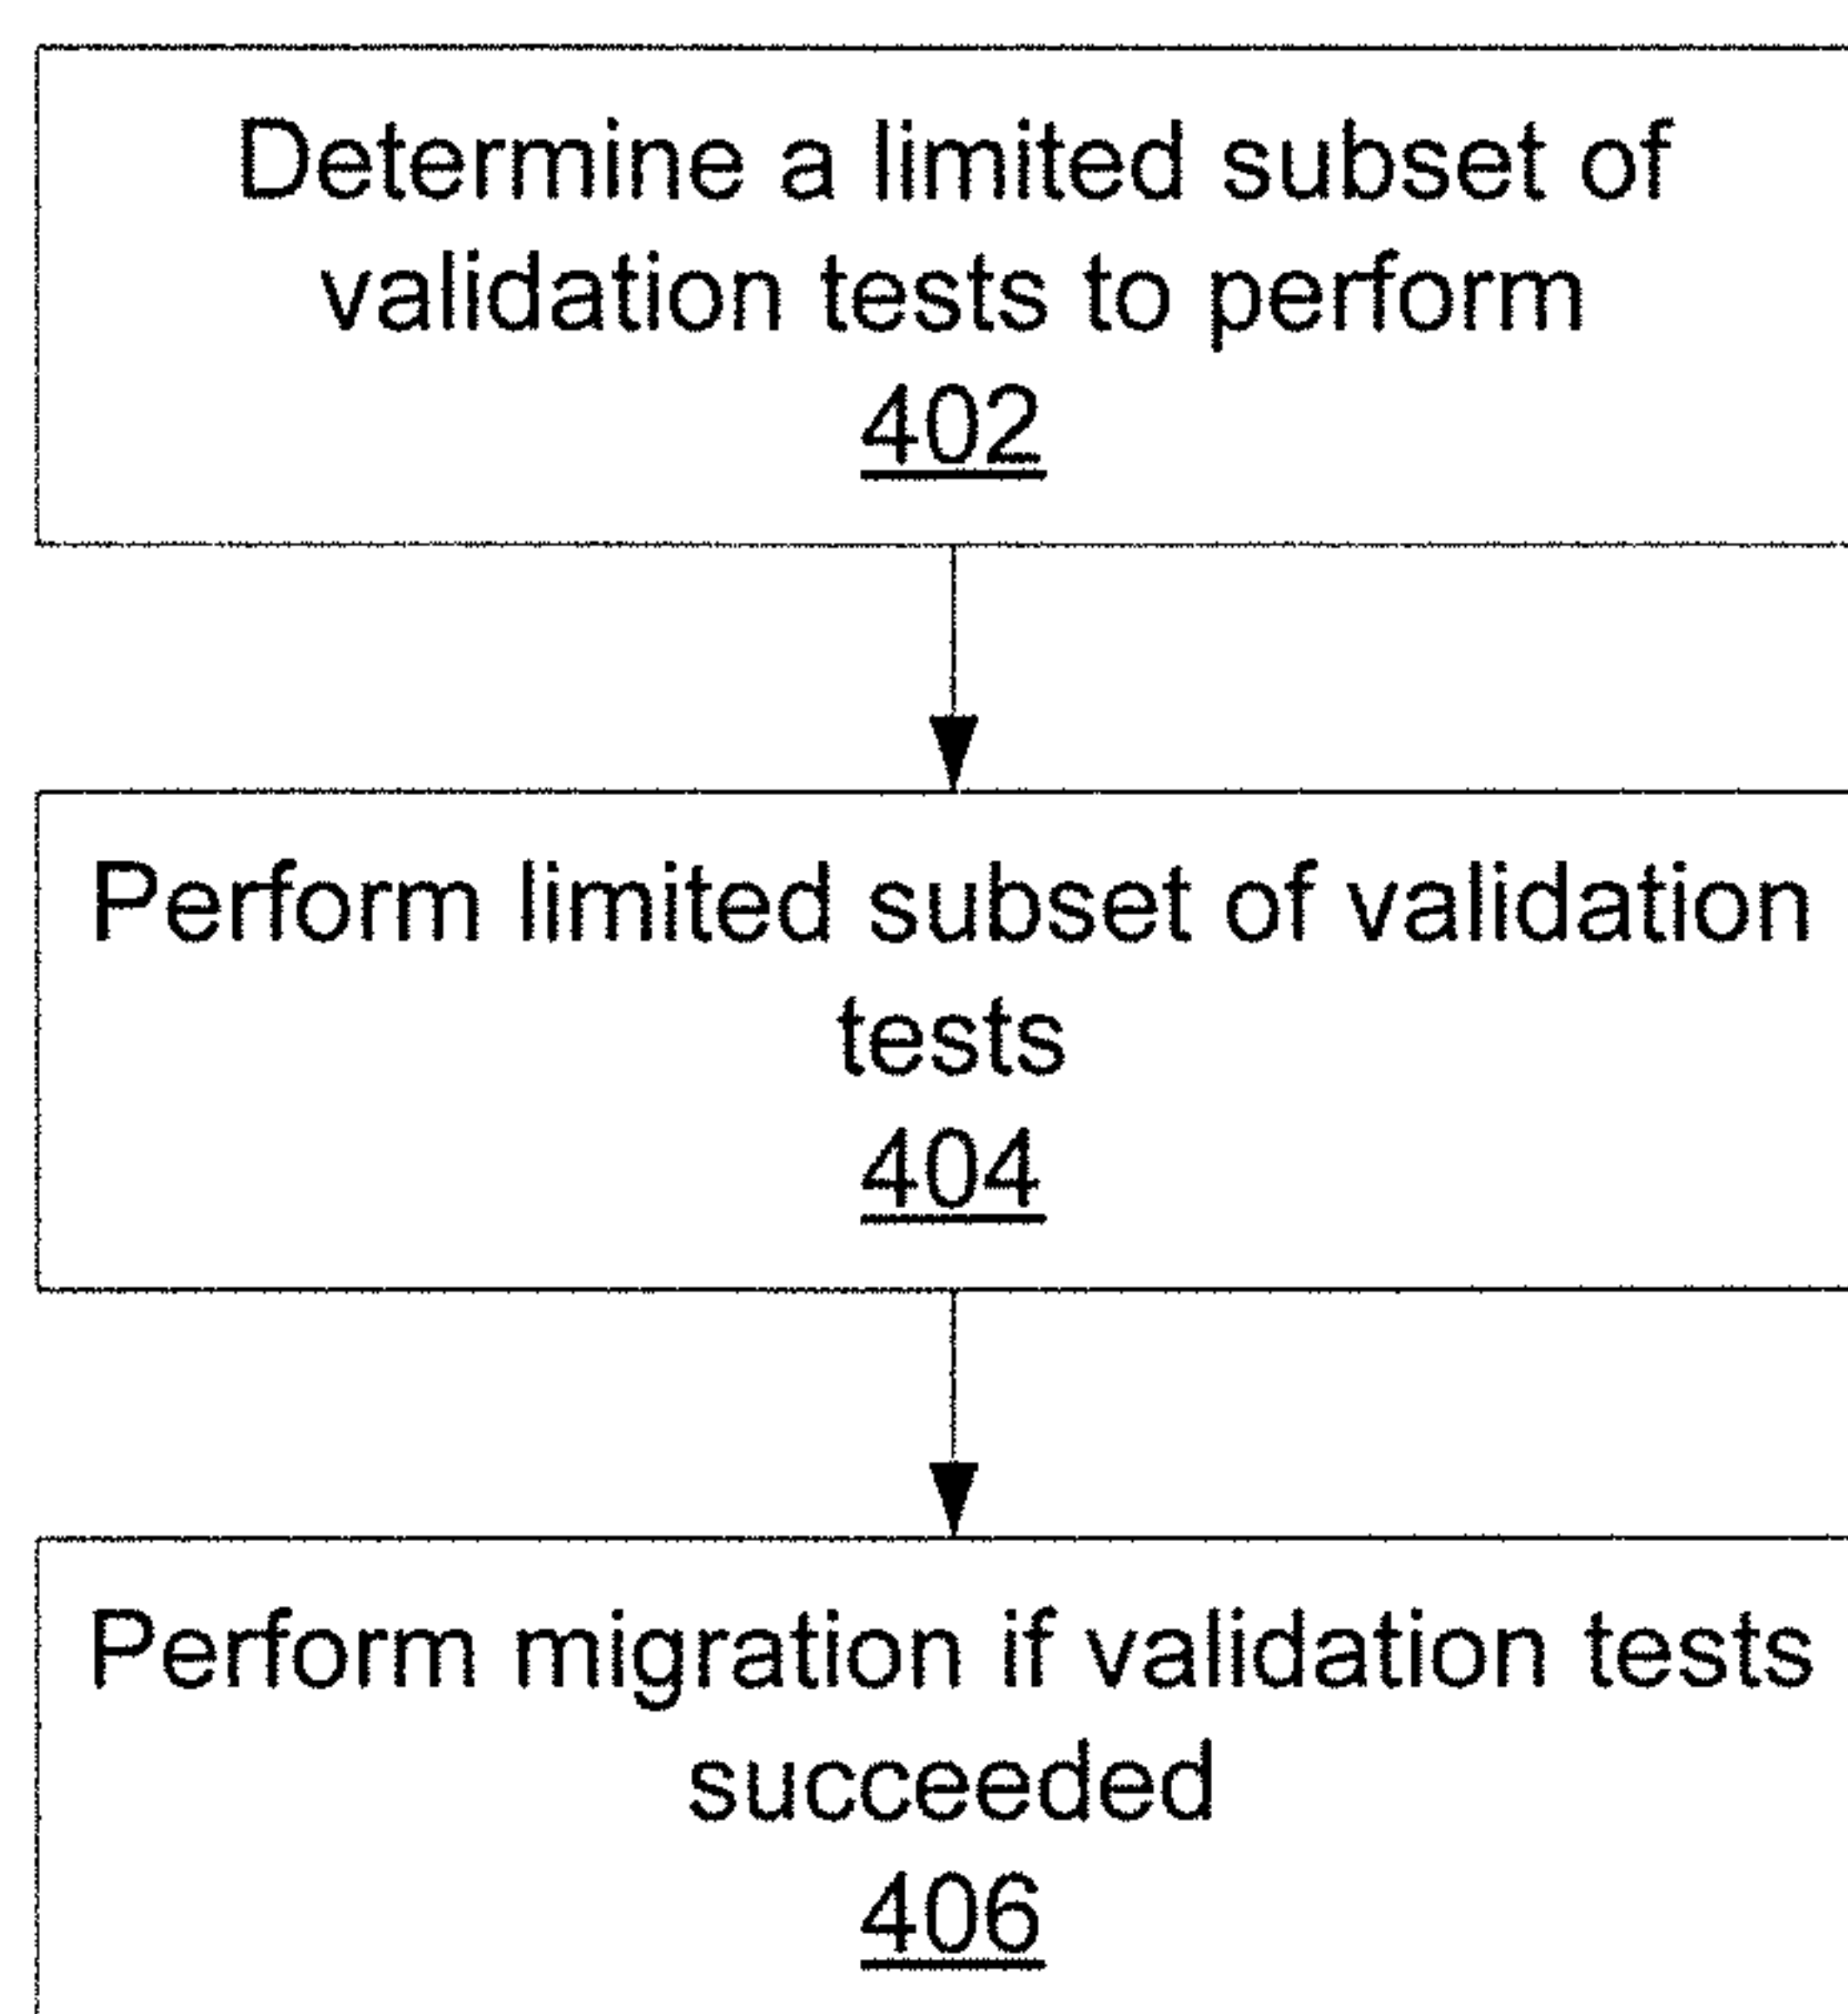 Determine a limited subset of
validation tests to perform
402
Perform limited subset of validation
tests
404
Perform migration if validation tests
succeeded
406